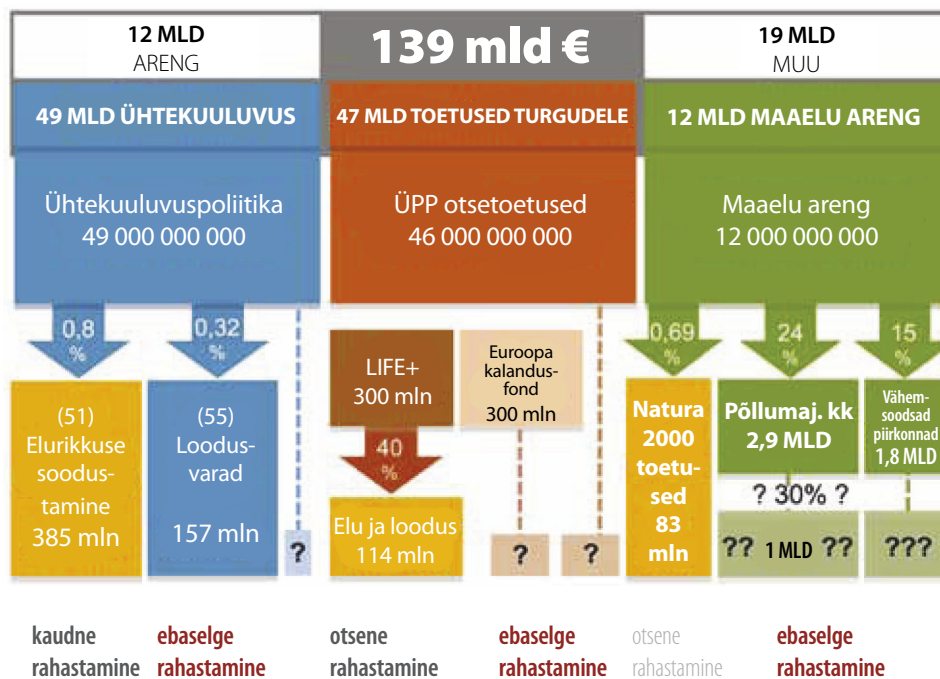 12 MLD
ARENG
139 mld €
19 MLD
MUU
49 MLD ÜHTEKUULUVUS
47 MLD TOETUSED TURGUDELE
12 MLD MAAELU ARENG
Ühtekuuluvuspoliitika
49 000 000 000
ÜPP otsetoetused
46 000 000 000
Maaelu areng
12 000 000 000
0,8
%
0,32
%
0,69
%
24
%
15
%
(51)
Elurikkuse
soodus-
tamine
385 mln
(55)
Loodus-
varad
157 mln
?
LIFE+
300 mln
40
%
Elu ja loodus
114 mln
Euroopa
kalandus-
fond
300 mln
?
?
Natura
2000
toetu-
sed
83
mln
Põllumaj. kk
2,9 MLD
? 30% ?
?? 1 MLD ??
Vähem-
soodsad
piirkonnad
1,8 MLD
???
kaudne
rahastamine
ebaselge
rahastamine
otsene
rahastamine
ebaselge
rahastamine
otsene
rahastamine
ebaselge
rahastamine